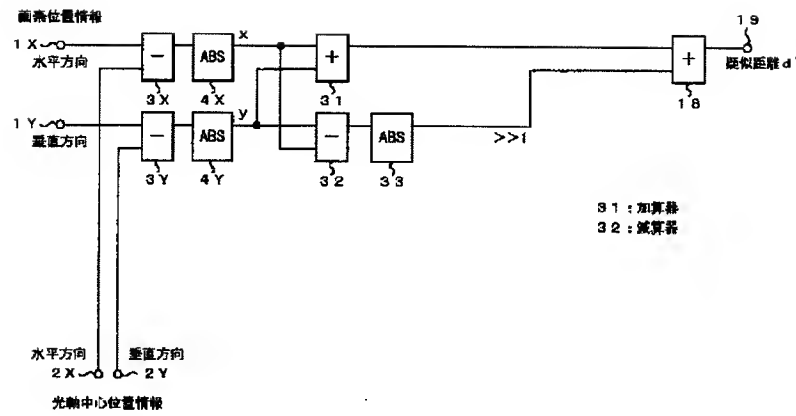 画素位置情報
1X
水平方向
−
3X
ABS
4X
x
+
31
+
18
19
疑似距離d'
1Y
垂直方向
−
3Y
ABS
4Y
y
−
32
ABS
33
>>1
31:加算器
32:減算器
水平方向
垂直方向
2X
2Y
光軸中心位置情報